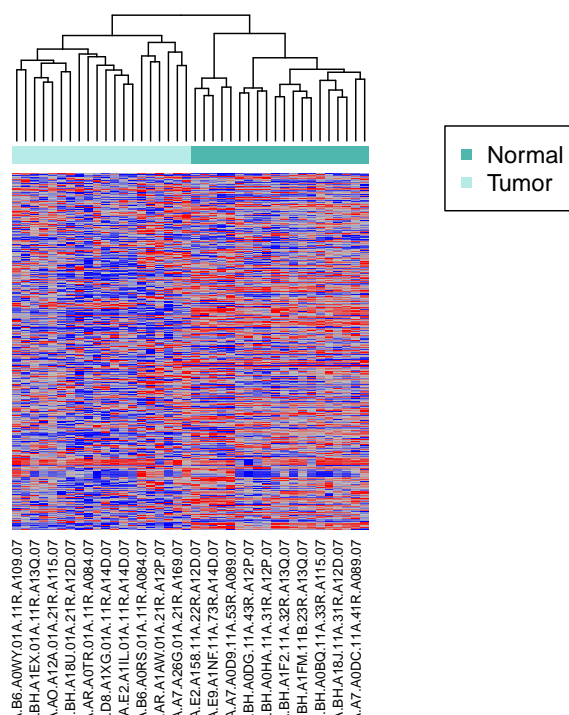 Normal
Tumor
.B6.A0WY.01A.11R.A109.07
.BH.A1EX.01A.21R.A13Q.07
.AO.A12A.01A.21R.A115.07
.BH.A18U.01A.21R.A12D.07
.AR.A0TR.01A.11R.A084.07
.D8.A1XG.01A.11R.A14D.07
.E2.A1IL.01A.11R.A14D.07
.B6.A0RS.01A.11R.A084.07
.AR.A1AW.01A.21R.A12P.07
.A7.A26G.01A.21R.A169.07
.E2.A158.11A.22R.A12D.07
.E9.A1NF.11A.73R.A14D.07
.A7.A0D9.11A.53R.A089.07
.BH.A0DG.11A.43R.A12P.07
.BH.A0HA.11A.31R.A12P.07
.BH.A1F2.11A.32R.A13Q.07
.BH.A1FM.11B.23R.A13Q.07
.BH.A0BQ.11A.33R.A115.07
.BH.A18J.11A.31R.A12D.07
.A7.A0DC.11A.41R.A089.07